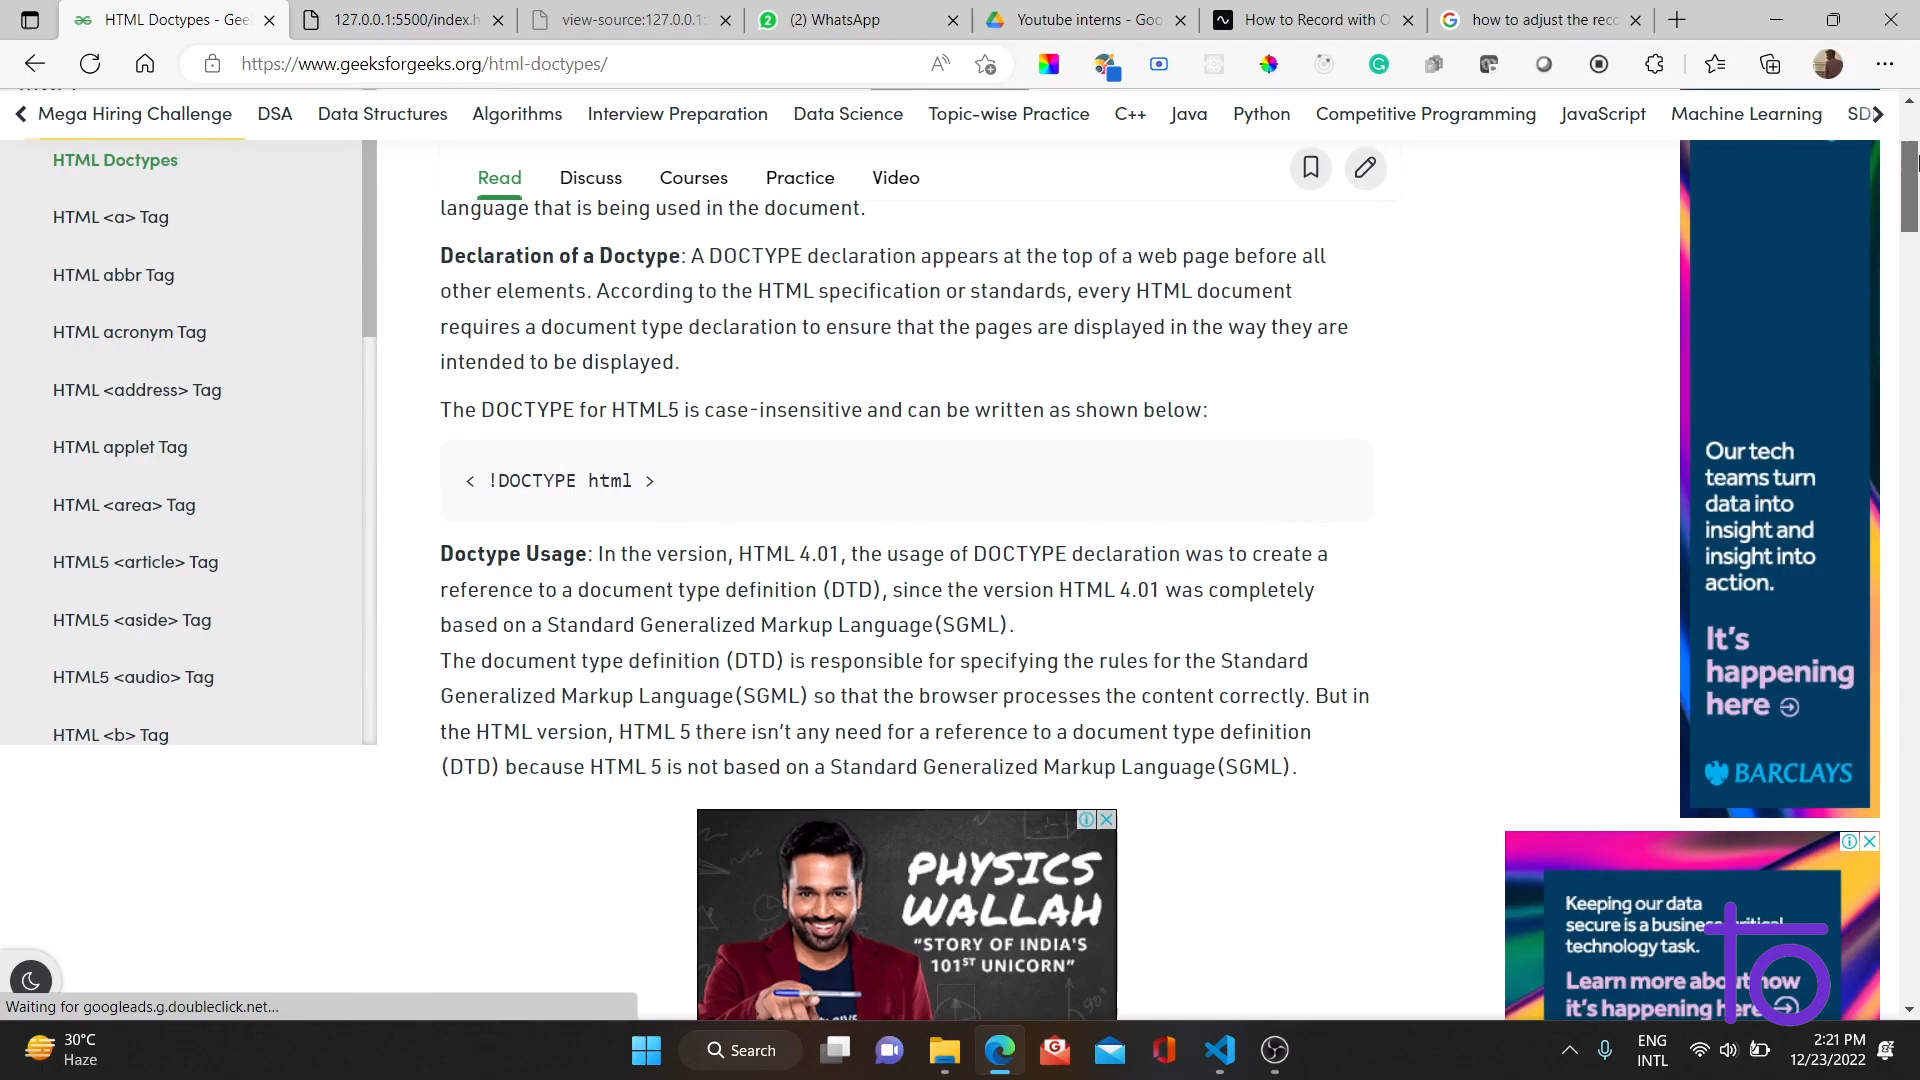 HTML Doctypes - Gee
127.0.0.1:5500/index.h
view-source:127.0.0.1:
(2) WhatsApp
Youtube interns - Goo
How to Record with O
how to adjust the reco
https://www.geeksforgeeks.org/html-doctypes/
Mega Hiring Challenge
DSA
Data Structures
Algorithms
Interview Preparation
Data Science
Topic-wise Practice
C++
Java
Python
Competitive Programming
JavaScript
Machine Learning
HTML Doctypes
HTML <a> Tag
HTML abbr Tag
HTML acronym Tag
HTML <address> Tag
HTML applet Tag
HTML <area> Tag
HTML5 <article> Tag
HTML5 <aside> Tag
HTML5 <audio> Tag
HTML <b> Tag
Read
Discuss
Courses
Practice
Video
language that is being used in the document.
Declaration of a Doctype: A DOCTYPE declaration appears at the top of a web page before all
other elements. According to the HTML specification or standards, every HTML document
requires a document type declaration to ensure that the pages are displayed in the way they are
intended to be displayed.
The DOCTYPE for HTML5 is case-insensitive and can be written as shown below:
< !DOCTYPE html >
Doctype Usage: In the version, HTML 4.01, the usage of DOCTYPE declaration was to create a
reference to a document type definition (DTD), since the version HTML 4.01 was completely
based on a Standard Generalized Markup Language(SGML).
The document type definition (DTD) is responsible for specifying the rules for the Standard
Generalized Markup Language(SGML) so that the browser processes the content correctly. But in
the HTML version, HTML 5 there isn’t any need for a reference to a document type definition
(DTD) because HTML 5 is not based on a Standard Generalized Markup Language(SGML).
PHYSICS
WALLAH
“STORY OF INDIA'S
101ST UNICORN”
Our tech
teams turn
data into
insight and
insight into
action.
It's
happening
here
BARCLAYS
Keeping our data
secure is a business critical
technology task.
Learn more about how
it's happening here
to
Waiting for googleads.g.doubleclick.net...
30°C
Haze
Search
ENG
INTL
2:21 PM
12/23/2022